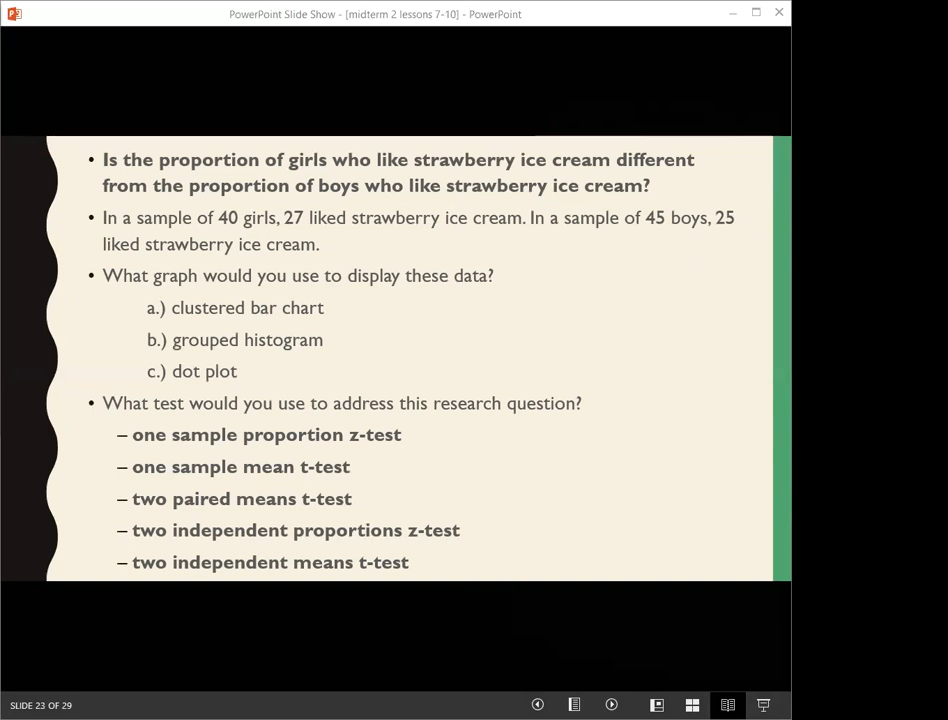 PowerPoint Slide Show - [midterm 2 lessons 7-10] - PowerPoint
• Is the proportion of girls who like strawberry ice cream different
from the proportion of boys who like strawberry ice cream?
• In a sample of 40 girls, 27 liked strawberry ice cream. In a sample of 45 boys, 25
liked strawberry ice cream.
• What graph would you use to display these data?
a.) clustered bar chart
b.) grouped histogram
c.) dot plot
• What test would you use to address this research question?
– one sample proportion z-test
– one sample mean t-test
– two paired means t-test
– two independent proportions z-test
– two independent means t-test
SLIDE 23 OF 29